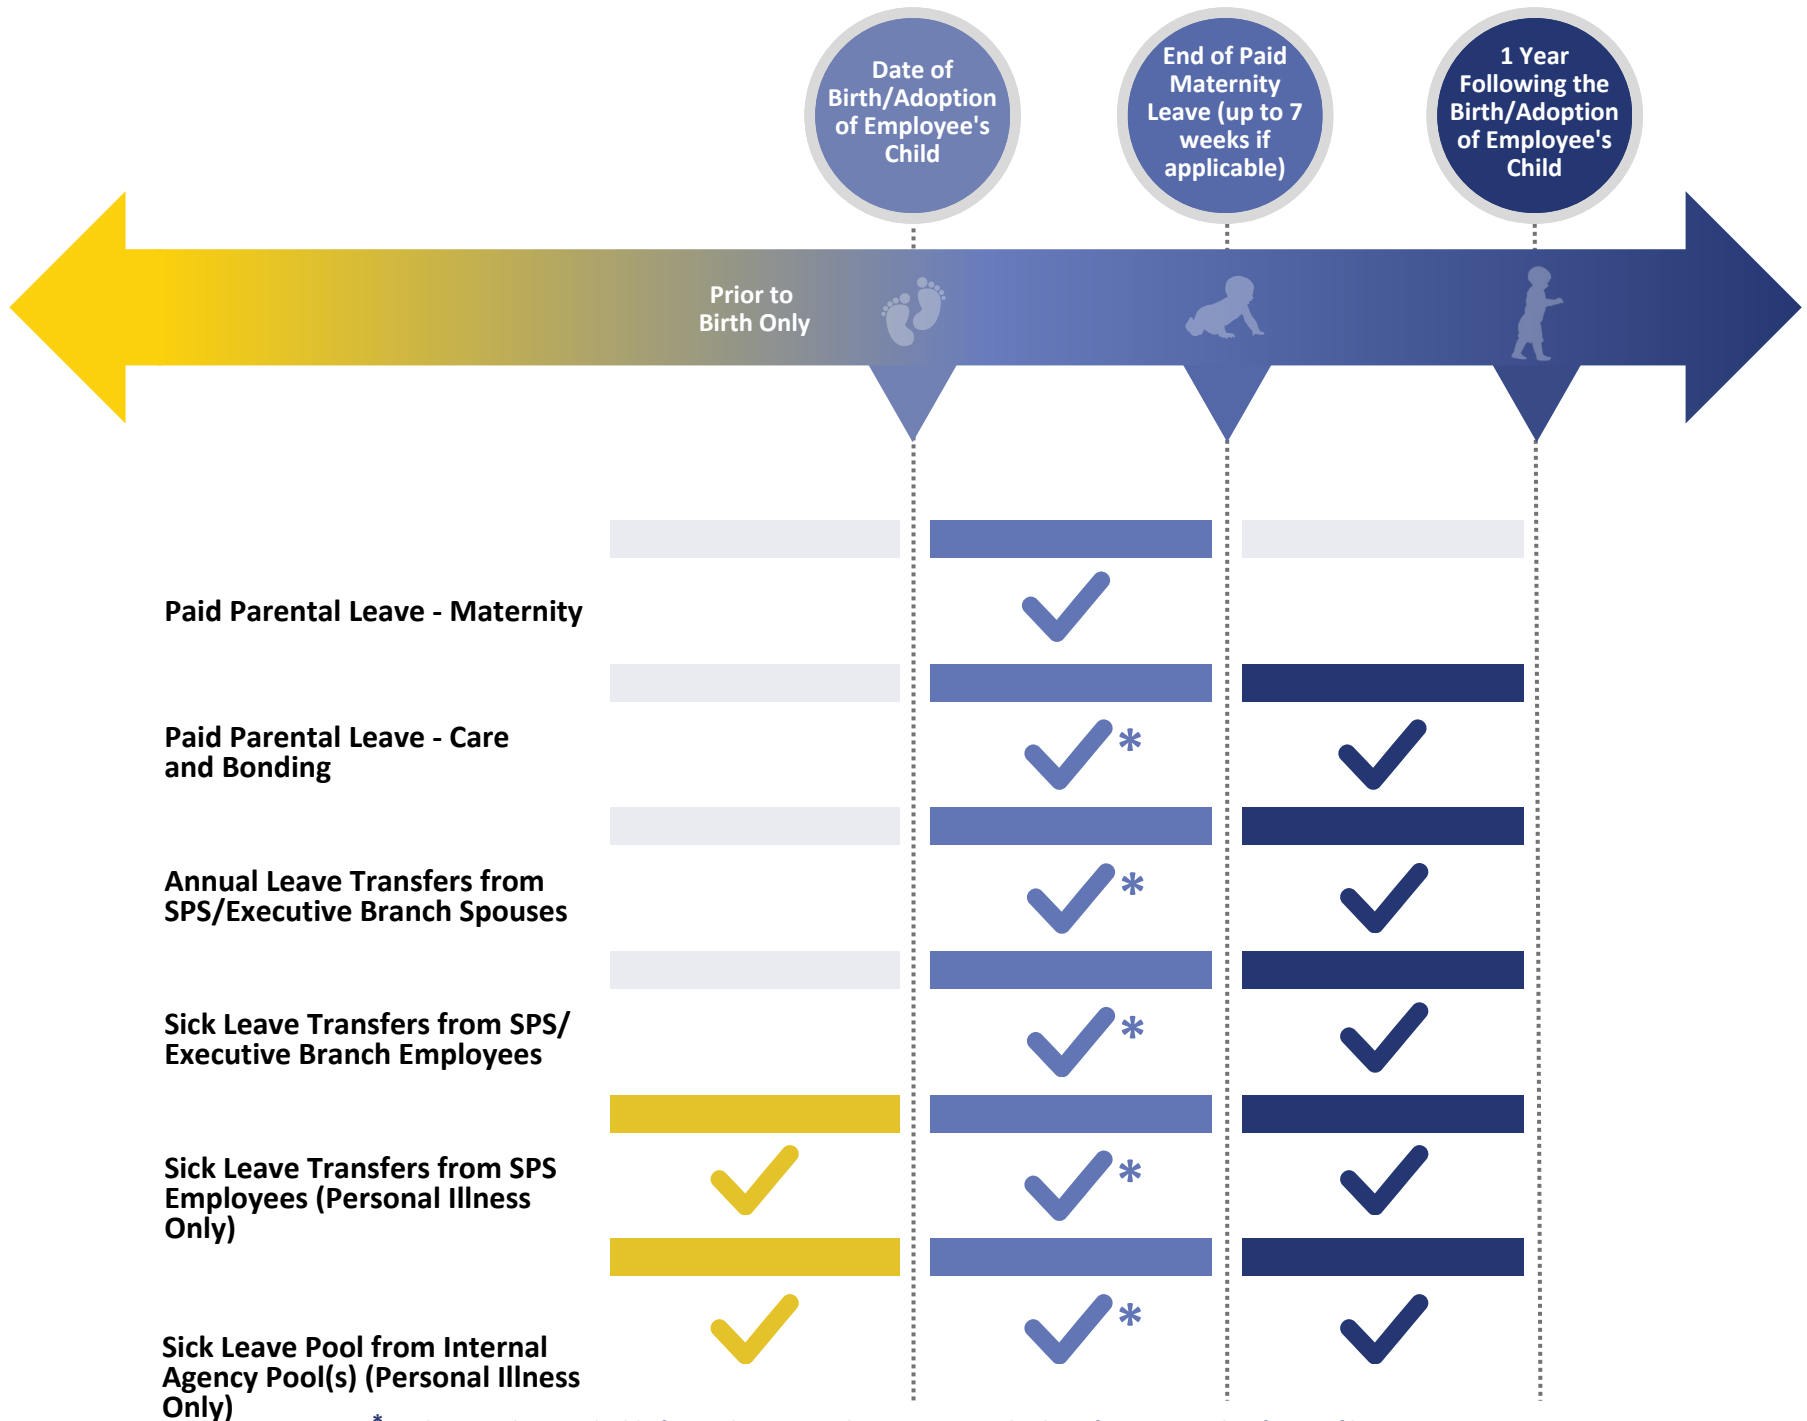 Date of
Birth/Adoption
of Employee's
Child
End of Paid
Maternity
Leave (up to 7
weeks if
applicable)
1 Year
Following the
Birth/Adoption
of Employee's
Child
Prior to
Birth Only
Paid Parental Leave - Maternity
Paid Parental Leave - Care
and Bonding
*
Annual Leave Transfers from
SPS/Executive Branch Spouses
*
Sick Leave Transfers from SPS/
Executive Branch Employees
*
Sick Leave Transfers from SPS
Employees (Personal Illness
Only)
*
Sick Leave Pool from Internal
Agency Pool(s) (Personal Illness
Only)
*
*